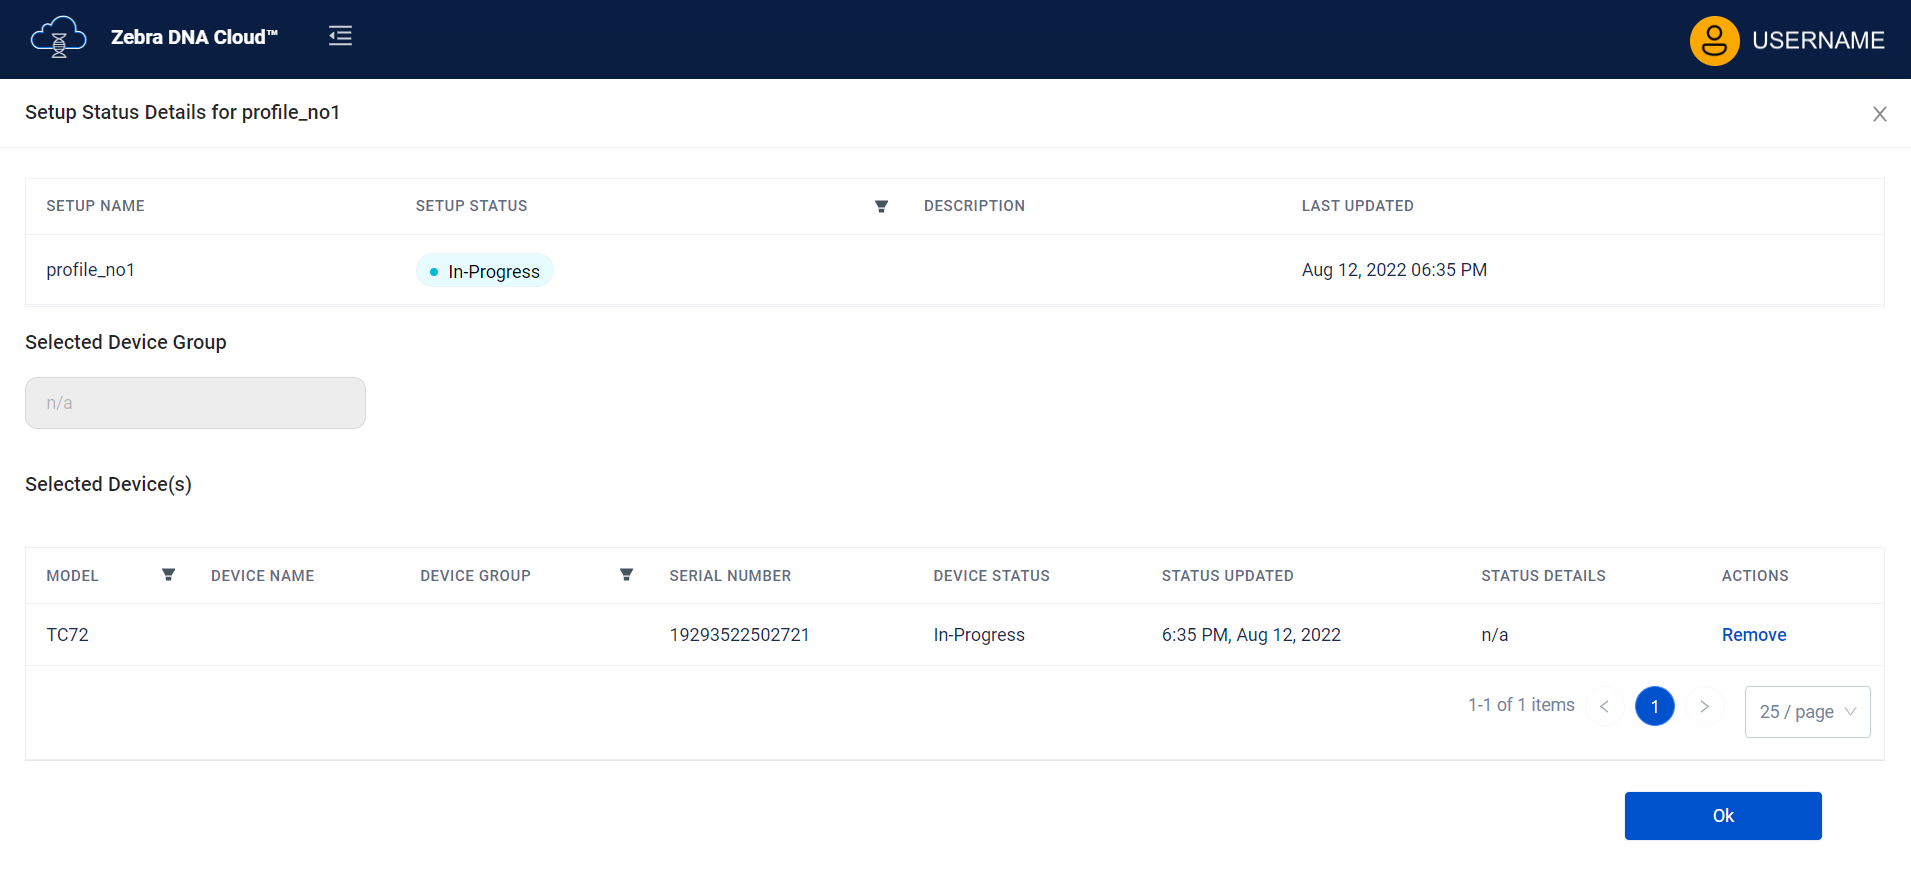 Zebra DNA Cloud™
USERNAME
Setup Status Details for profile_no1
SETUP NAME SETUP STATUS DESCRIPTION LAST UPDATED
profile_no1 In-Progress Aug 12, 2022 06:35 PM
Selected Device Group
n/a
Selected Device(s)
MODEL DEVICE NAME DEVICE GROUP SERIAL NUMBER DEVICE STATUS STATUS UPDATED STATUS DETAILS ACTIONS
TC72 19293522502721 In-Progress 6:35 PM, Aug 12, 2022 n/a Remove
1-1 of 1 items 1 25 / page
Ok